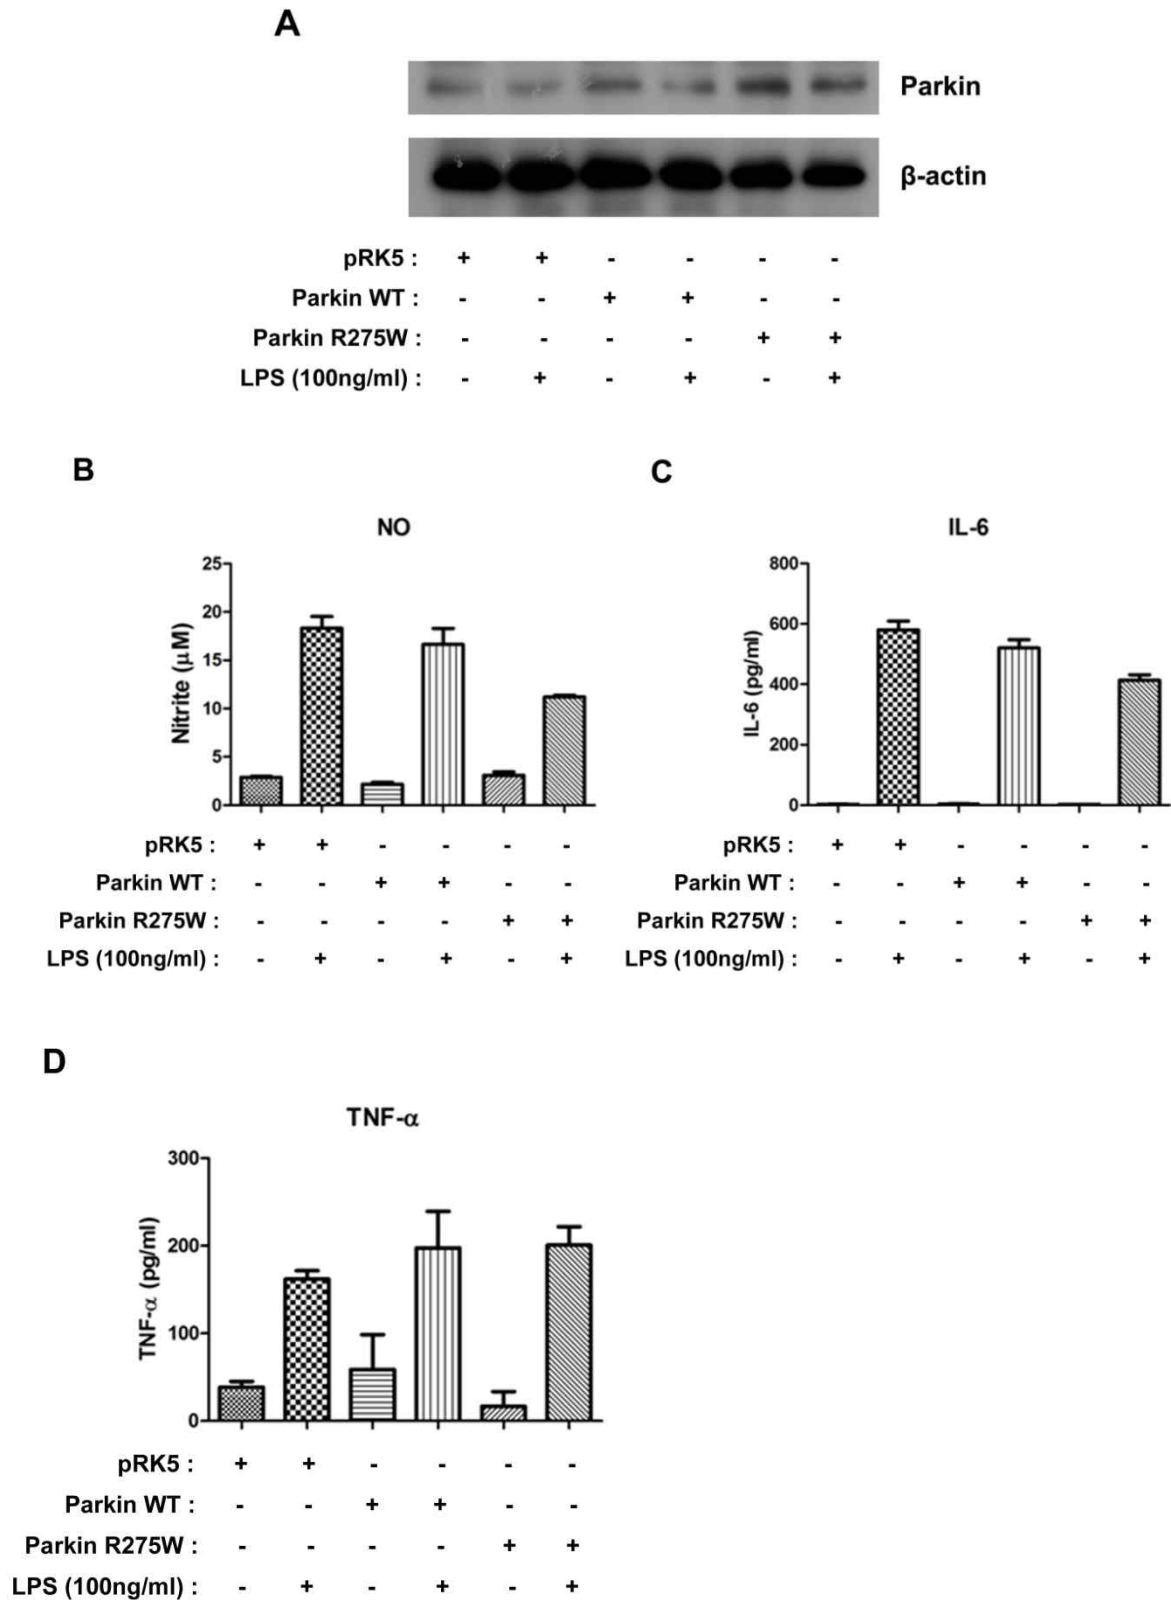 A
Parkin
β-actin
pRK5 : + + - - - -
Parkin WT : - - + + - -
Parkin R275W : - - - - + +
LPS (100ng/ml) : - + - + - +
B
NO
Nitrite (μM)
25
20
15
10
5
0
pRK5 : + + - - - -
Parkin WT : - - + + - -
Parkin R275W : - - - - + +
LPS (100ng/ml) : - + - + - +
C
IL-6
IL-6 (pg/ml)
800
600
400
200
0
pRK5 : + + - - - -
Parkin WT : - - + + - -
Parkin R275W : - - - - + +
LPS (100ng/ml) : - + - + - +
D
TNF-α
TNF-α (pg/ml)
300
200
100
0
pRK5 : + + - - - -
Parkin WT : - - + + - -
Parkin R275W : - - - - + +
LPS (100ng/ml) : - + - + - +